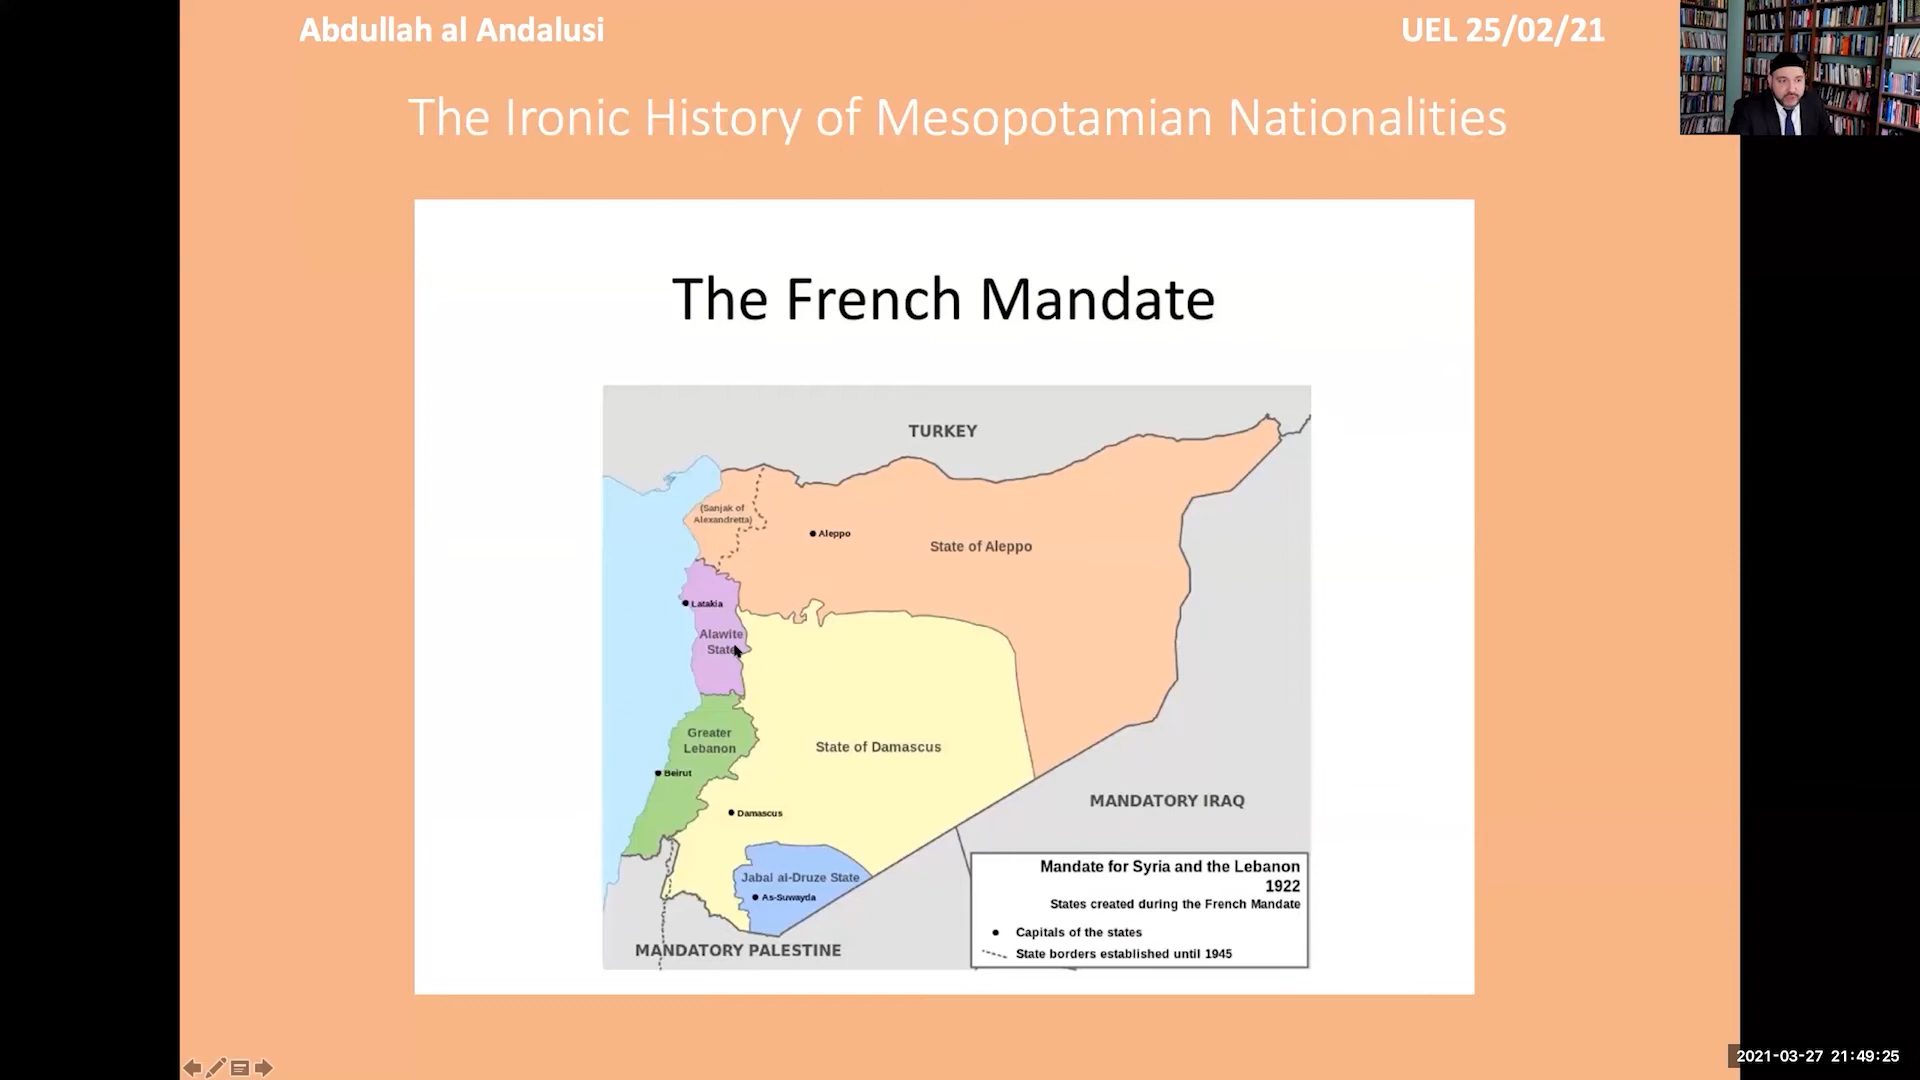 Abdullah al Andalusi
UEL 25/02/21
The Ironic History of Mesopotamian Nationalities
The French Mandate
TURKEY
(Sanjak of
Alexandretta)
Aleppo
State of Aleppo
Latakia
Alawite
State
Greater
Lebanon
State of Damascus
Beirut
Damascus
MANDATORY IRAQ
Jabal al-Druze State
As-Suwayda
MANDATORY PALESTINE
Mandate for Syria and the Lebanon
1922
States created during the French Mandate
Capitals of the states
State borders established until 1945
2021-03-27 21:49:25